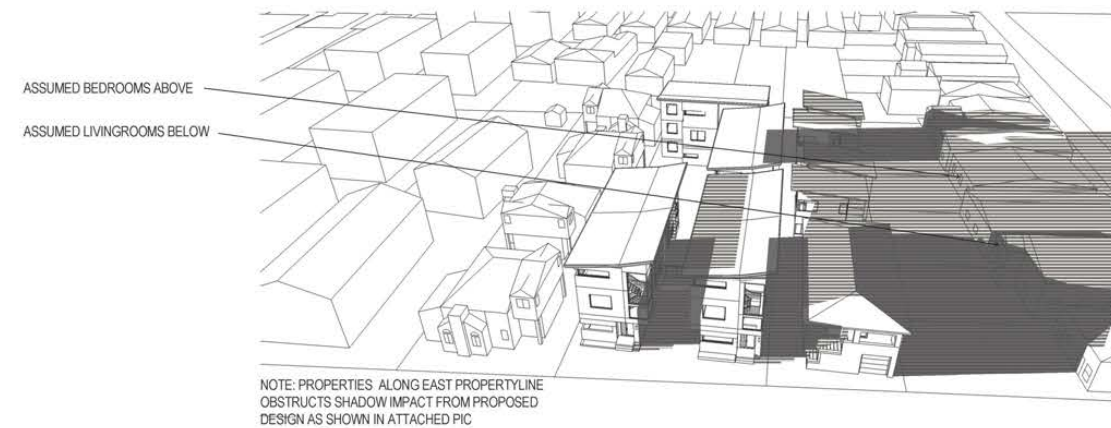 ASSUMED BEDROOMS ABOVE
ASSUMED LIVINGROOMS BELOW
NOTE: PROPERTIES ALONG EAST PROPERTYLINE
OBSTRUCTS SHADOW IMPACT FROM PROPOSED
DESIGN AS SHOWN IN ATTACHED PIC